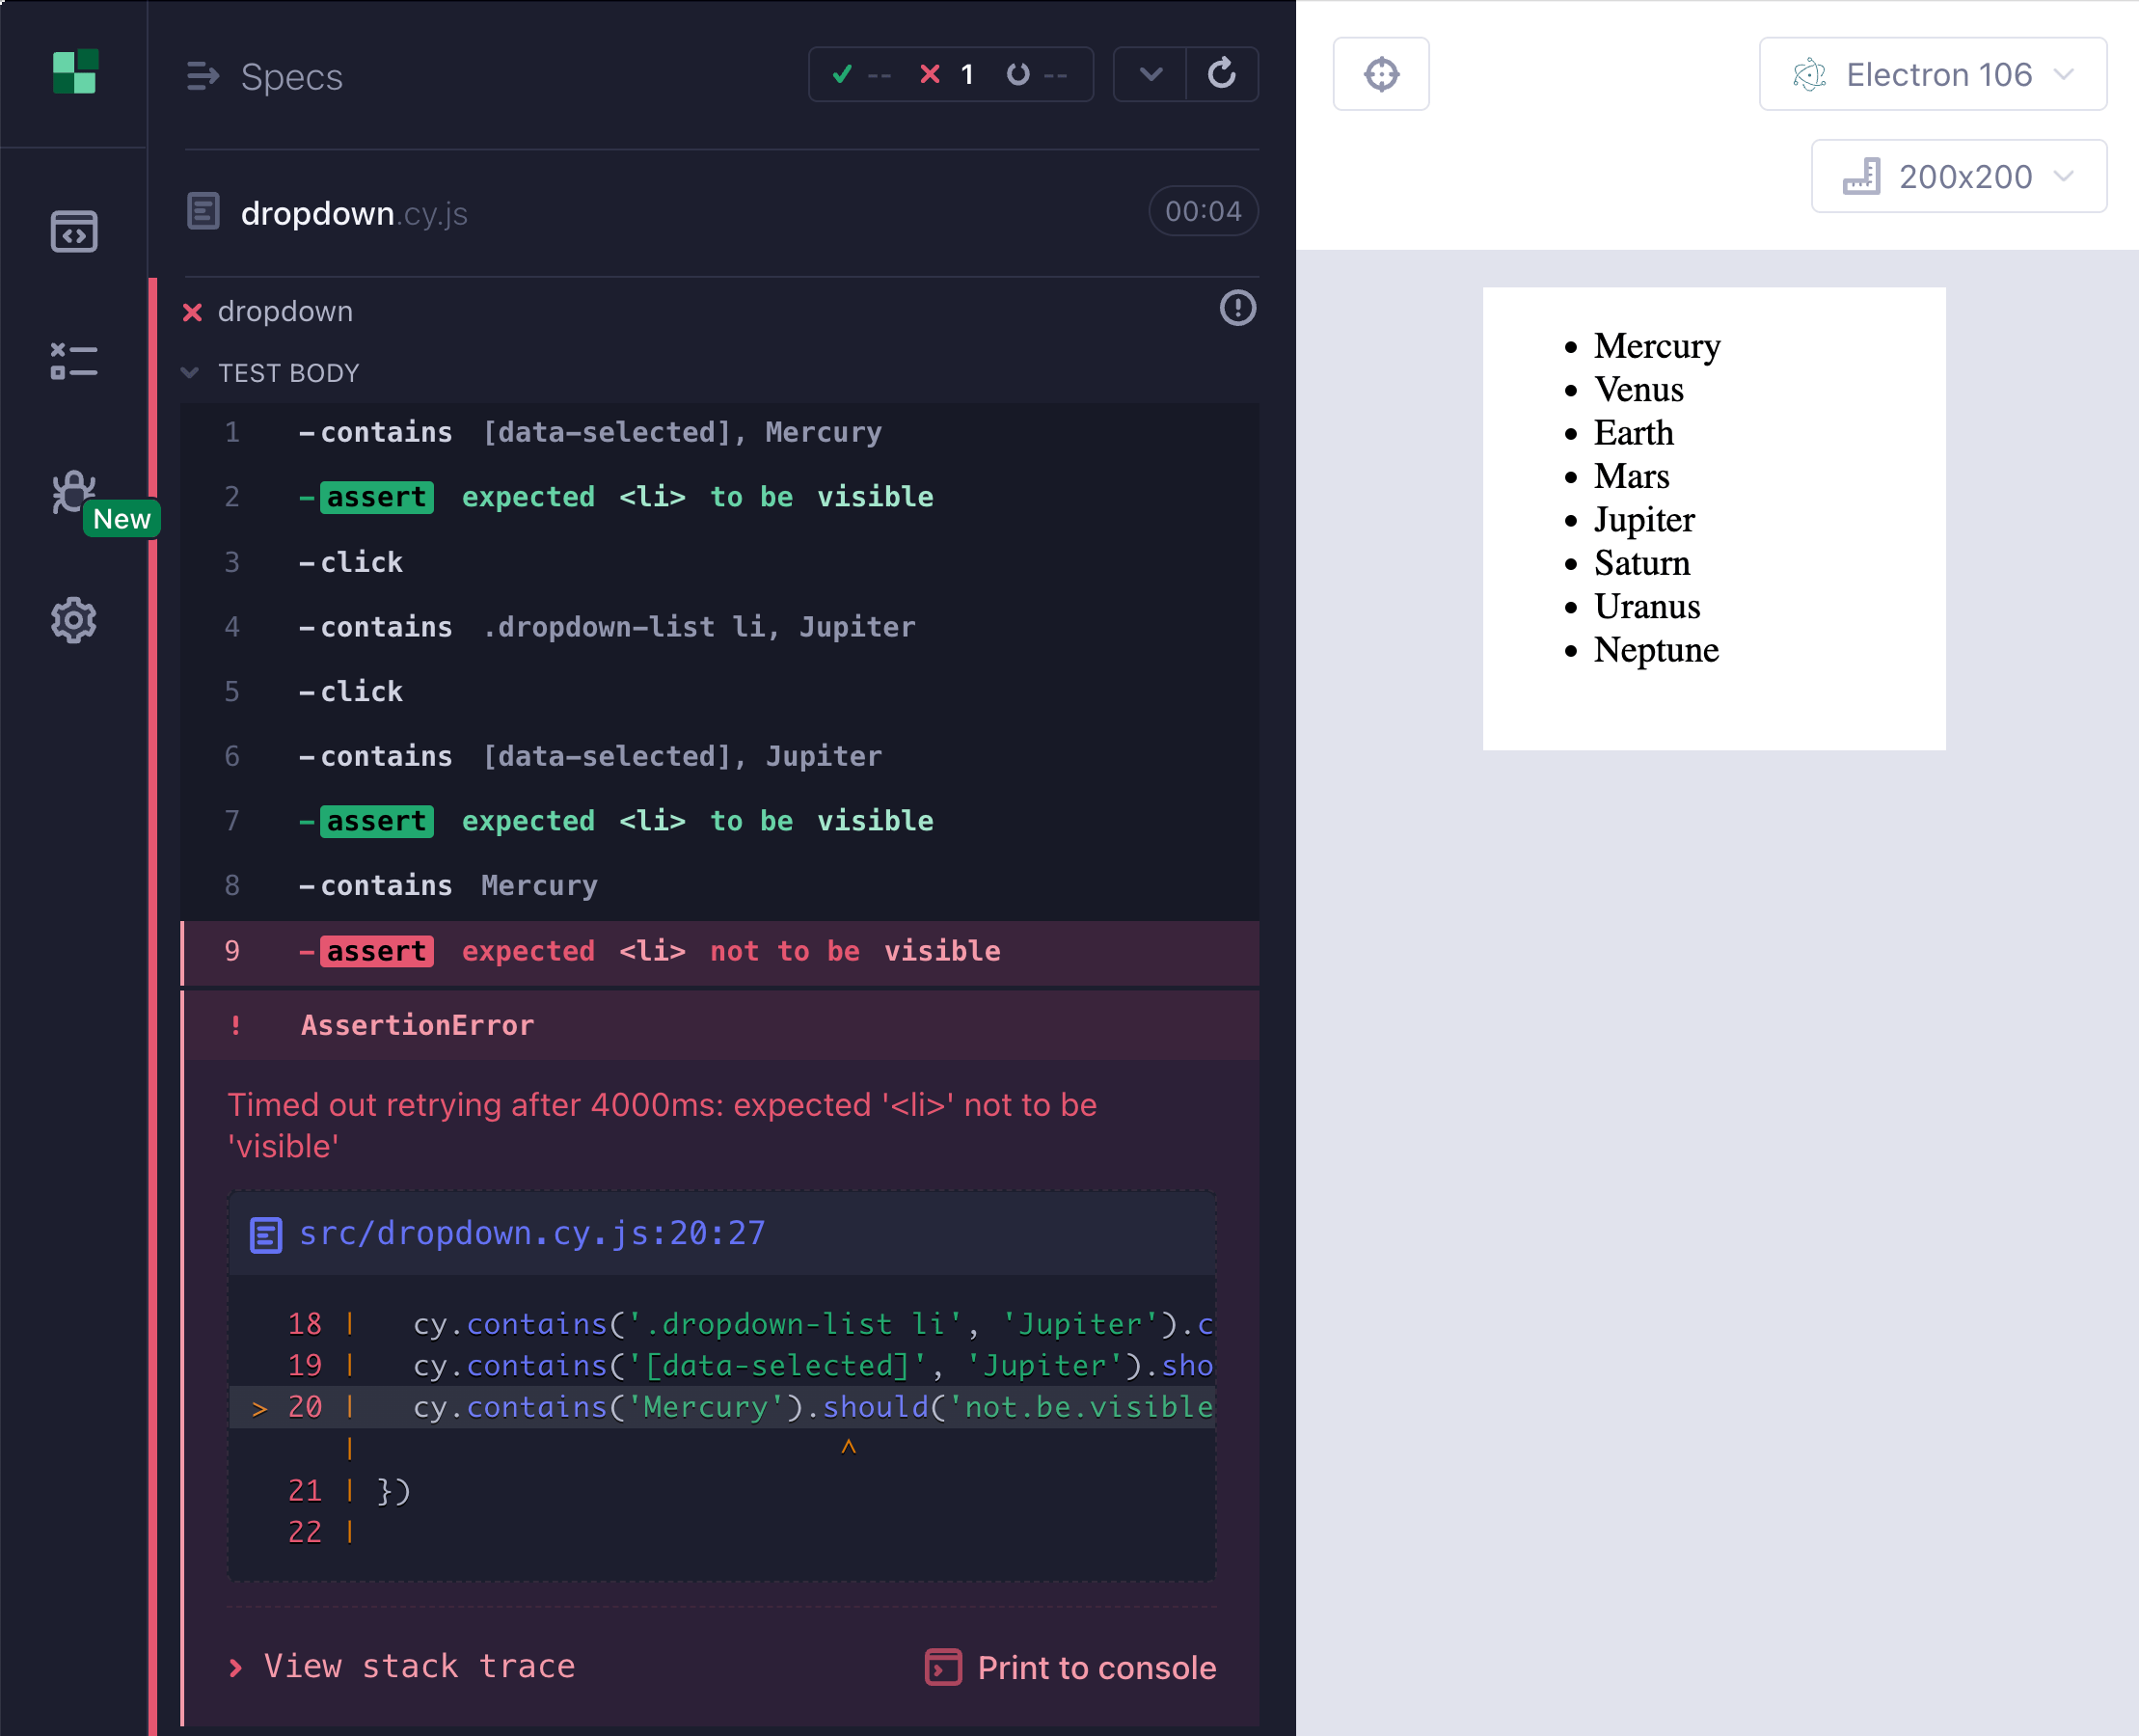 Specs
-- 1 --
dropdown.cy.js
00:04
dropdown
TEST BODY
1 -contains [data-selected], Mercury
2 -assert expected <li> to be visible
3 -click
4 -contains .dropdown-list li, Jupiter
5 -click
6 -contains [data-selected], Jupiter
7 -assert expected <li> to be visible
8 -contains Mercury
9 -assert expected <li> not to be visible
! AssertionError
Timed out retrying after 4000ms: expected '<li>' not to be
'visible'
src/dropdown.cy.js:20:27
18 | cy.contains('.dropdown-list li', 'Jupiter').c
19 | cy.contains('[data-selected]', 'Jupiter').sho
> 20 | cy.contains('Mercury').should('not.be.visible
| ^
21 | })
22 |
View stack trace
Print to console
New
Electron 106
200x200
Mercury
Venus
Earth
Mars
Jupiter
Saturn
Uranus
Neptune